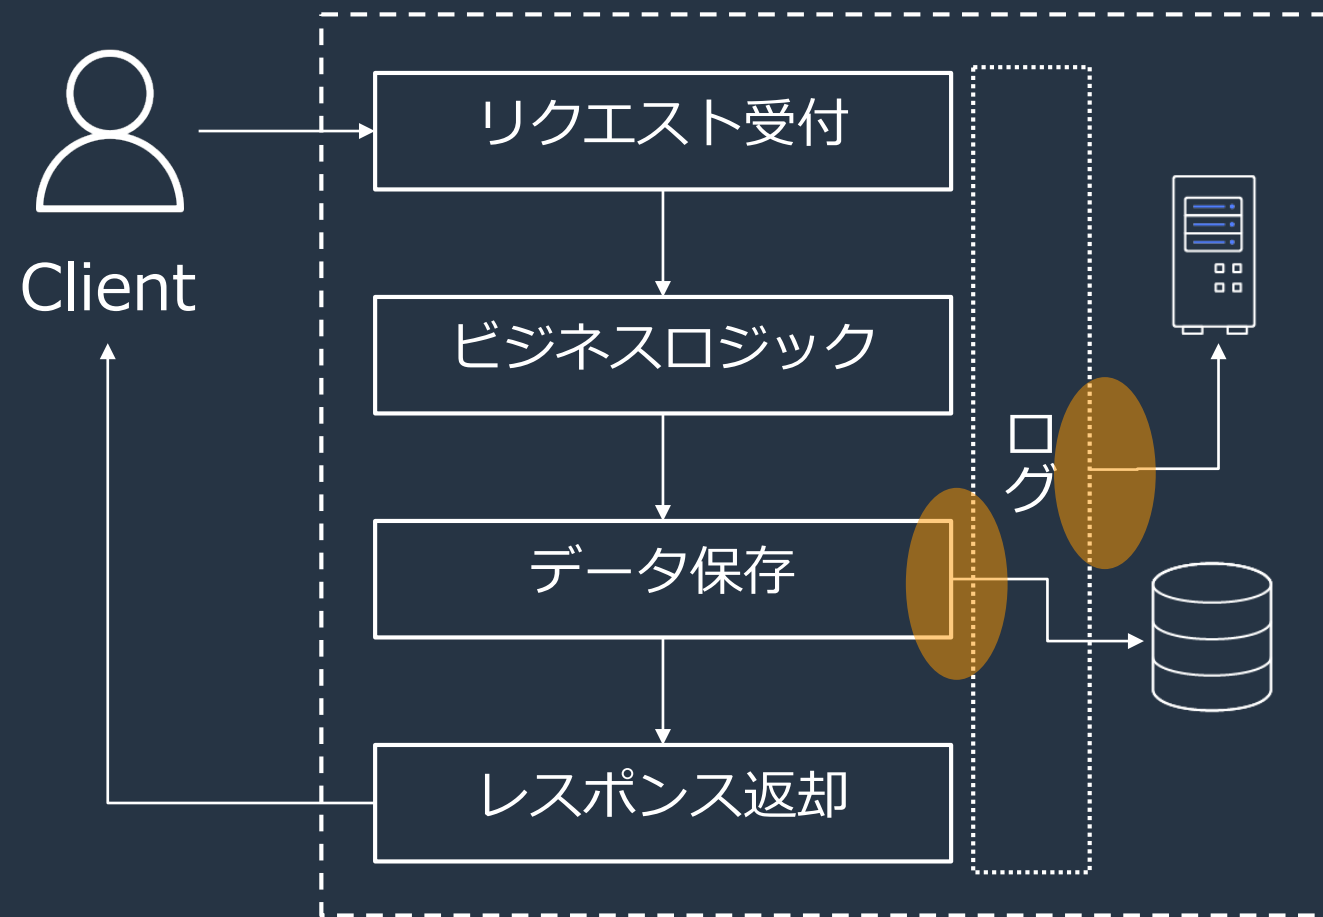 リクエスト受付
Client
ビジネスロジック
ログ
データ保存
レスポンス返却